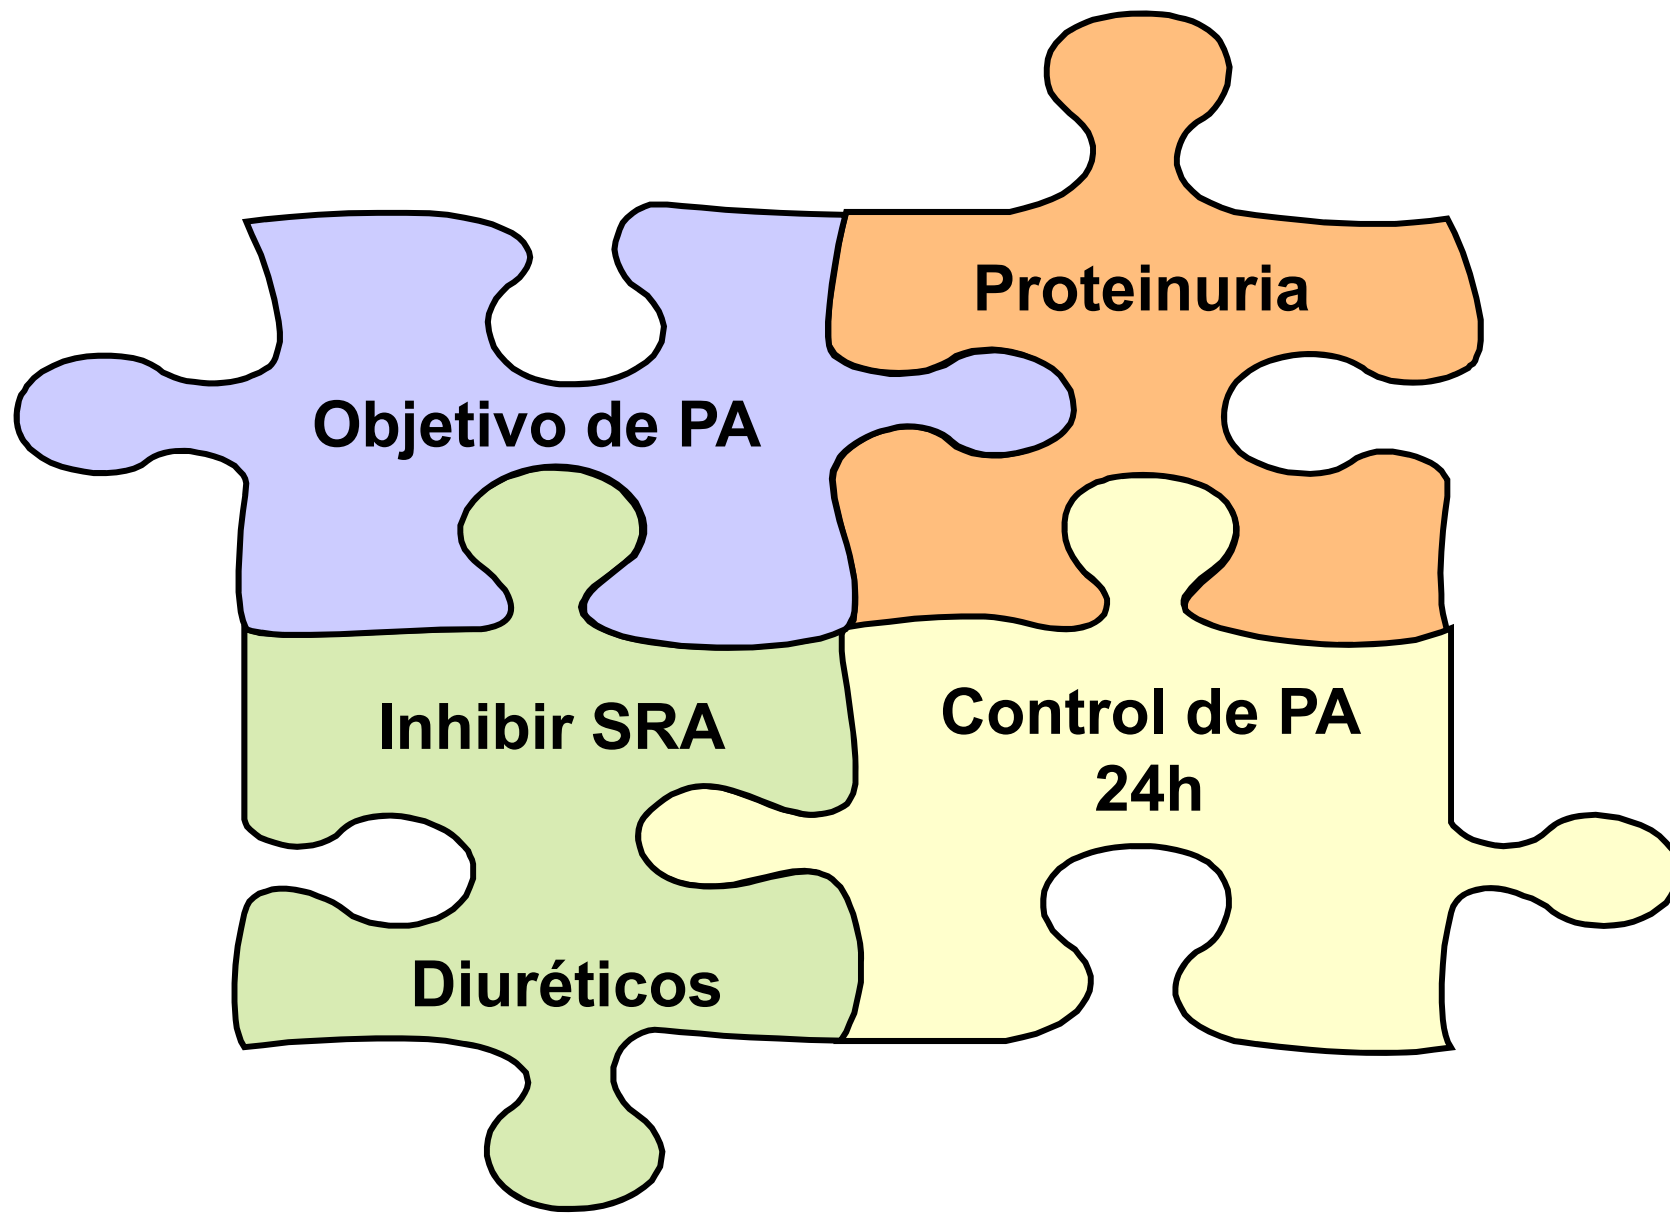 Proteinuria
Objetivo de PA
Inhibir SRA
Diuréticos
Control de PA
24h